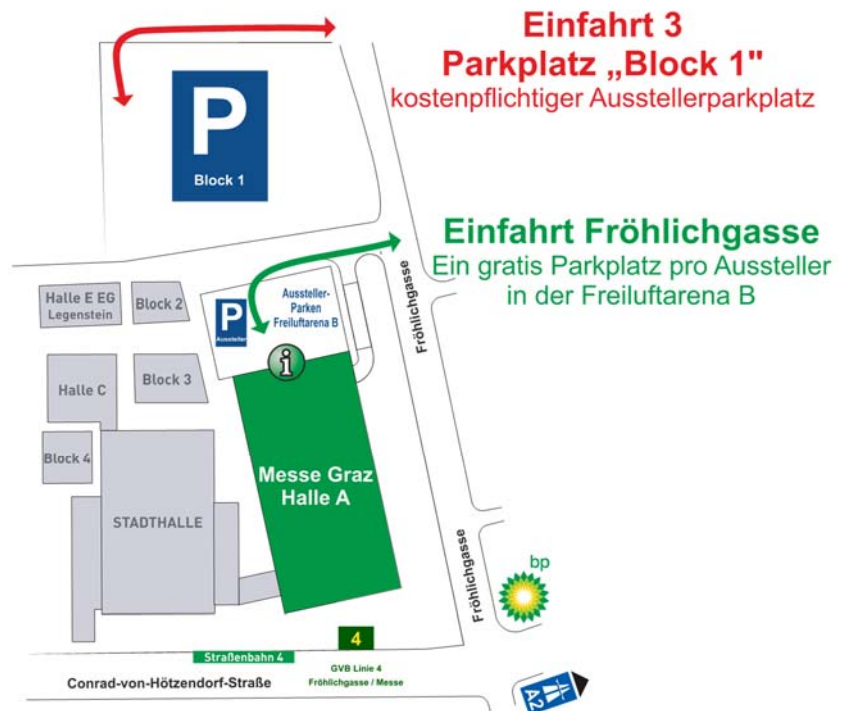 Einfahrt 3
Parkplatz „Block 1"
kostenpflichtiger Ausstellerparkplatz
P
Block 1
Einfahrt Fröhlichgasse
Ein gratis Parkplatz pro Aussteller
in der Freiluftarena B
Halle E EG
Legenstein
Block 2
P
Aussteller
Aussteller-
Parken
Freiluftarena B
Fröhlichgasse
i
Halle C
Block 3
Block 4
Messe Graz
Halle A
STADTHALLE
Fröhlichgasse
bp
4
Straßenbahn 4
GVB Linie 4
Fröhlichgasse / Messe
Conrad-von-Hötzendorf-Straße
A2